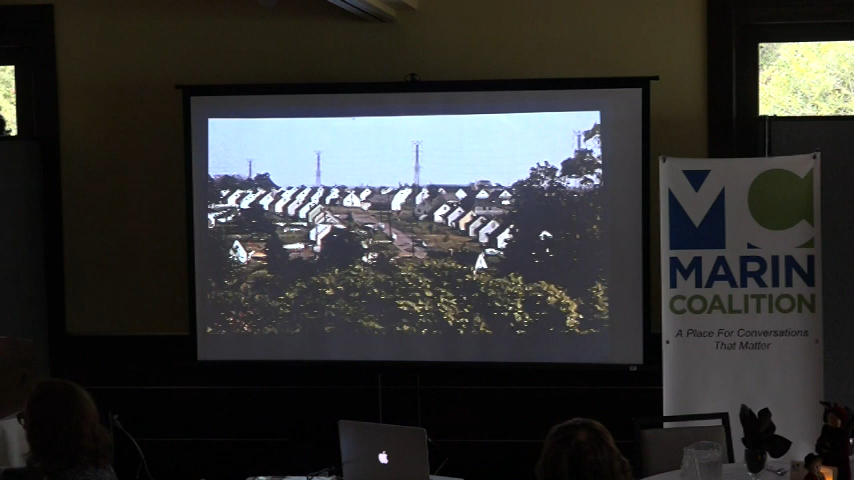 MC
MARIN
COALITION
A Place For Conversations
That Matter